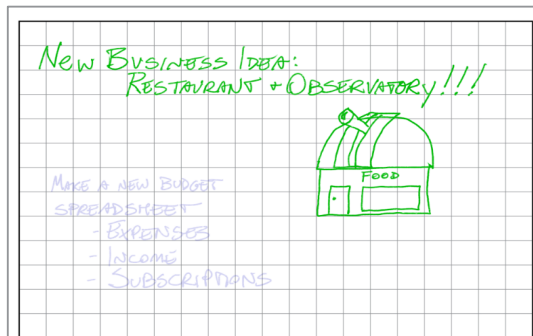 New Business Idea:
Restaurant + Observatory!!!
Food
Make a new budget
spreadsheet
- Expenses
- Income
- Subscriptions